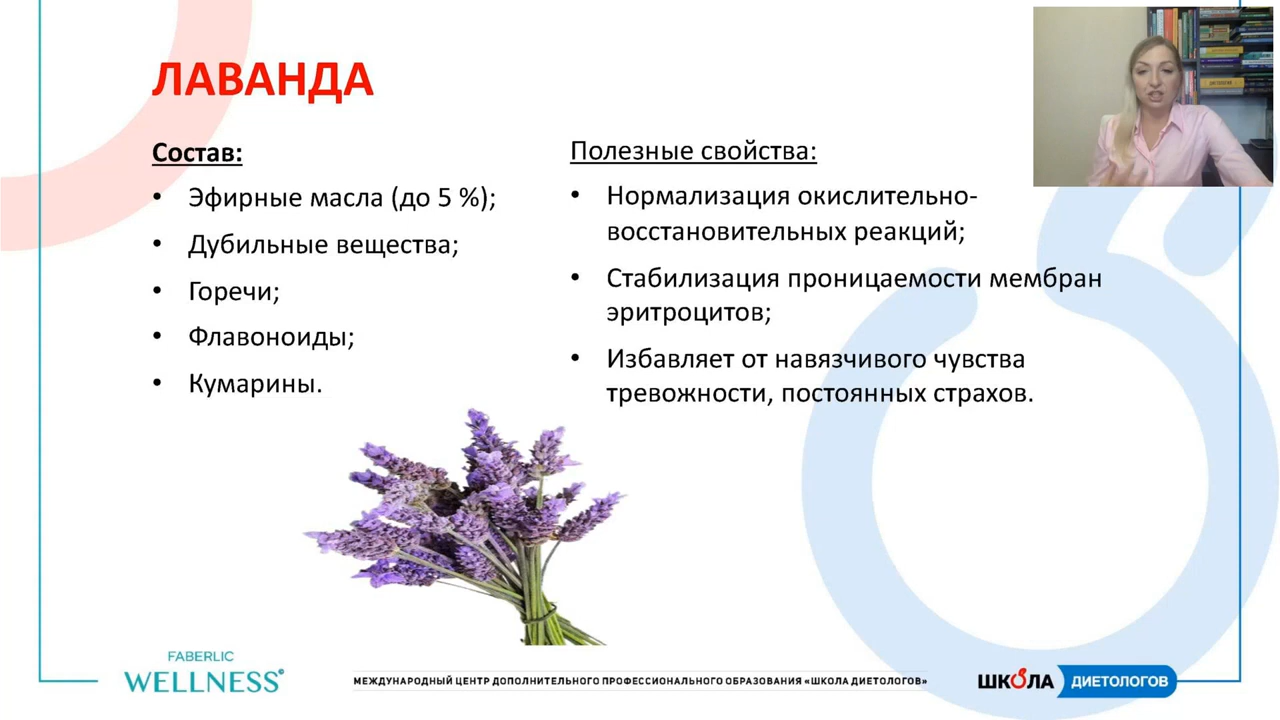 ЛАВАНДА
Состав:
• Эфирные масла (до 5 %);
• Дубильные вещества;
• Горечи;
• Флавоноиды;
• Кумарины.
Полезные свойства:
• Нормализация окислительно-
восстановительных реакций;
• Стабилизация проницаемости мембран
эритроцитов;
• Избавляет от навязчивого чувства
тревожности, постоянных страхов.
FABERLIC
WELLNESS©
МЕЖДУНАРОДНЫЙ ЦЕНТР ДОПОЛНИТЕЛЬНОГО ПРОФЕССИОНАЛЬНОГО ОБРАЗОВАНИЯ «ШКОЛА ДИЕТОЛОГОВ»
ШКОЛА ДИЕТОЛОГОВ